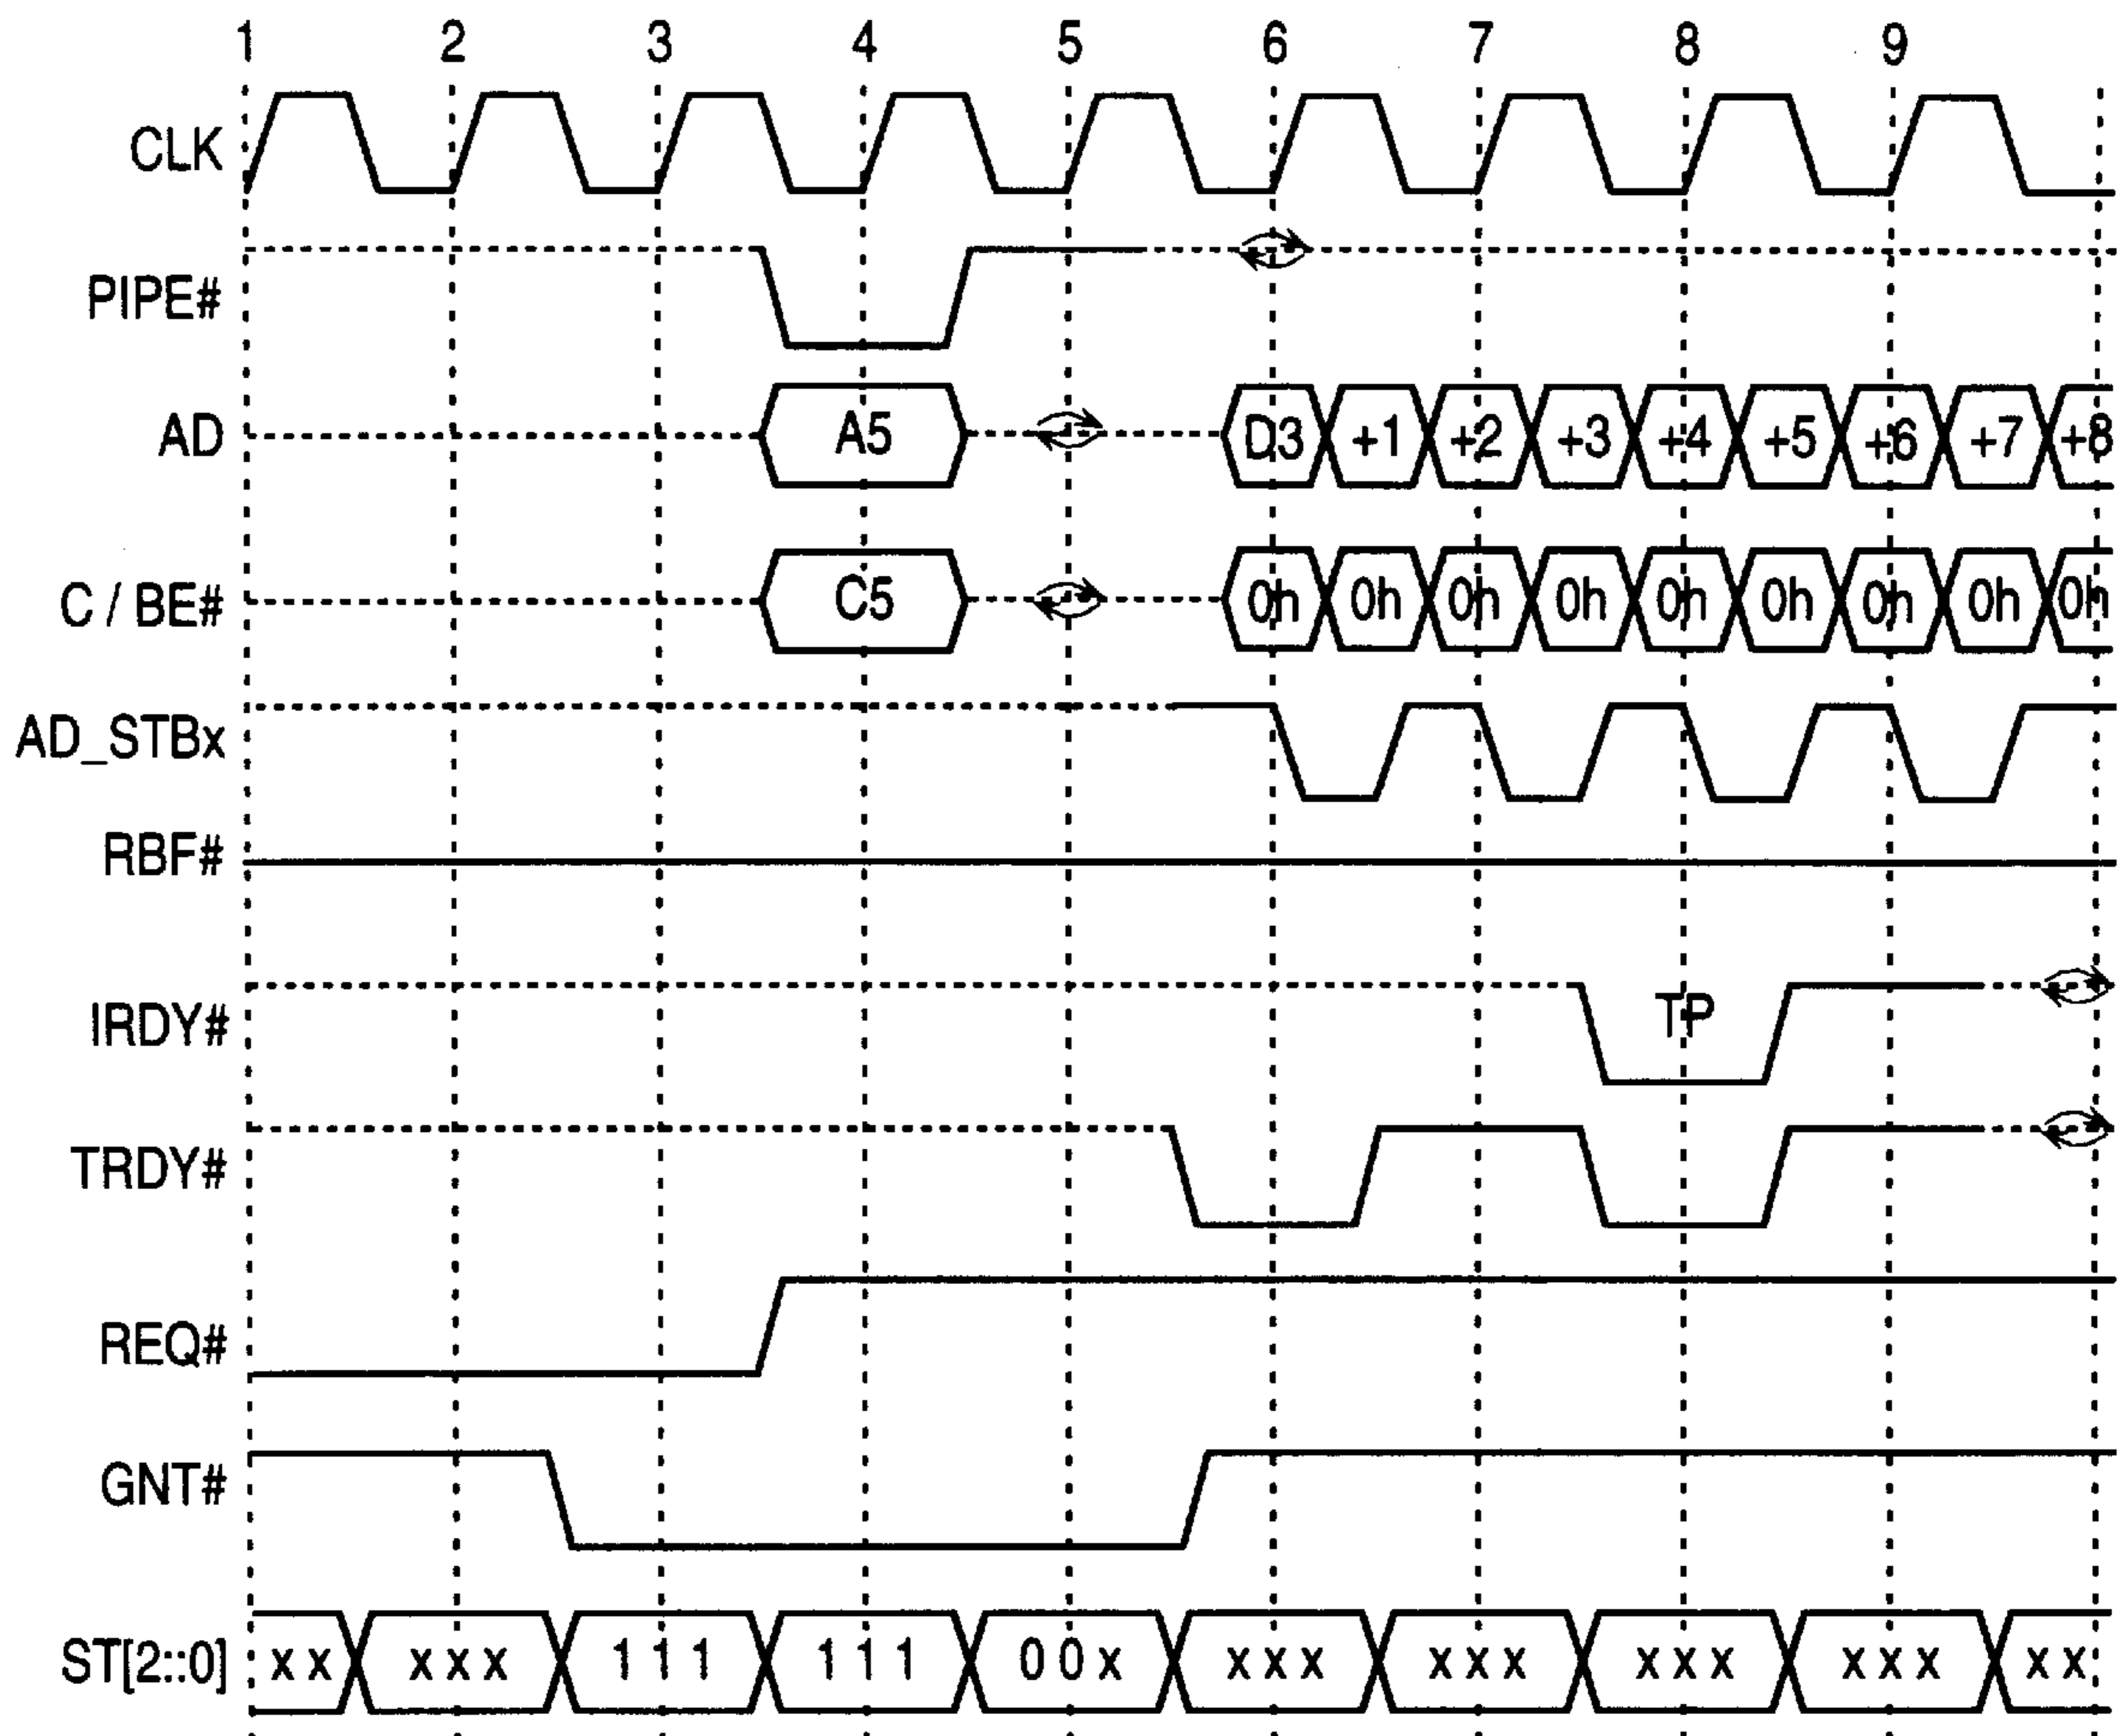 1 2 3 4 5 6 7 8 9
CLK
PIPE#
AD A5 D3 +1 +2 +3 +4 +5 +6 +7 +8
C / BE# C5 0h 0h 0h 0h 0h 0h 0h 0h 0h
AD_STBx
RBF#
IRDY# TP
TRDY#
REQ#
GNT#
ST[2::0] x x x x x 1 1 1 1 1 1 0 0 x x x x x x x x x x x x x x x